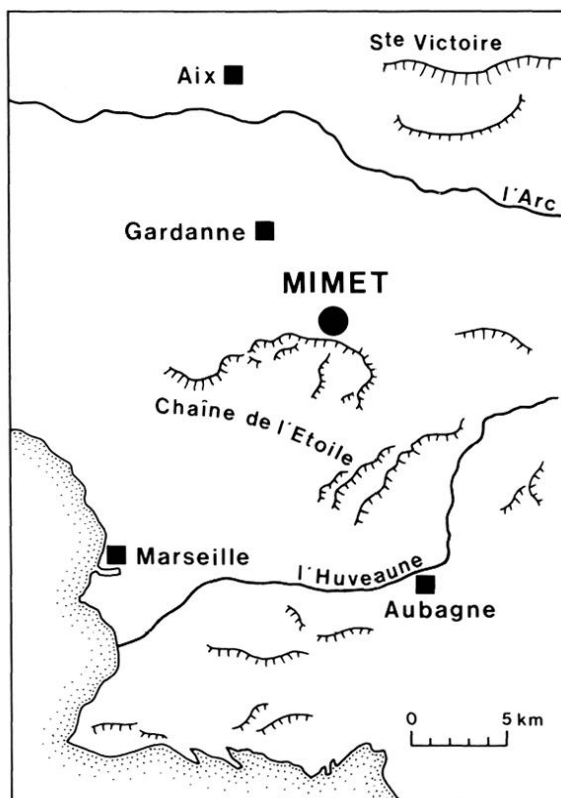 Ste Victoire
Aix
l'Arc
Gardanne
MIMET
Chaîne de l'Etoile
Marseille
l'Huveaune
Aubagne
0 5 km